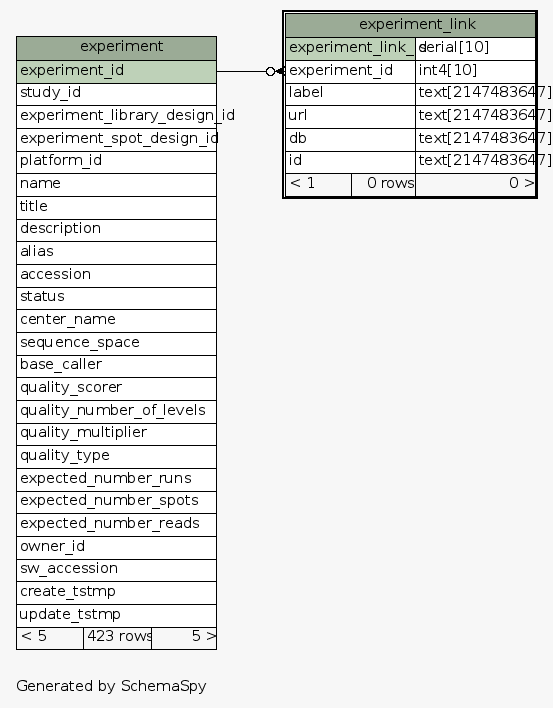 experiment
experiment_id
study_id
experiment_library_design_id
experiment_spot_design_id
platform_id
name
title
description
alias
accession
status
center_name
sequence_space
base_caller
quality_scorer
quality_number_of_levels
quality_multiplier
quality_type
expected_number_runs
expected_number_spots
expected_number_reads
owner_id
sw_accession
create_tstmp
update_tstmp
< 5 423 rows 5 >
experiment_link
experiment_link_ serial[10]
experiment_id int4[10]
label text[2147483647]
url text[2147483647]
db text[2147483647]
id text[2147483647]
< 1 0 rows 0 >
Generated by SchemaSpy